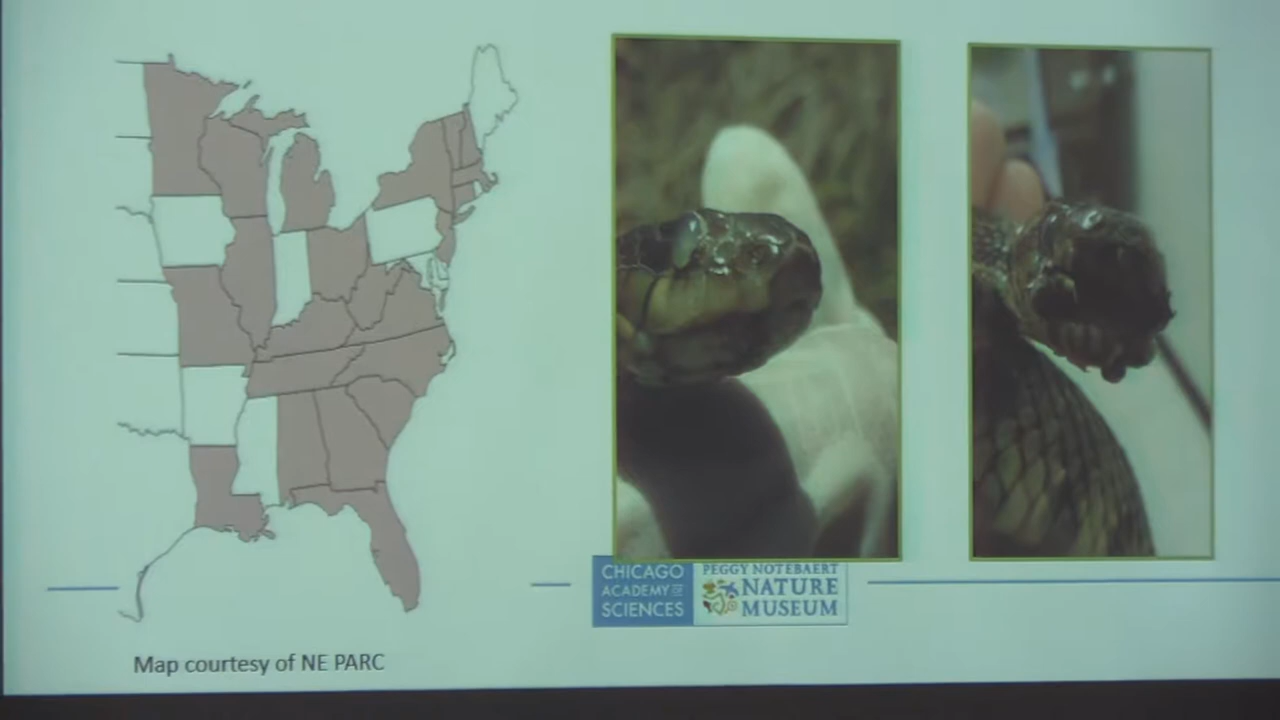 CHICAGO
ACADEMY OF
SCIENCES
PEGGY NOTEBAERT
NATURE
MUSEUM
Map courtesy of NE PARC